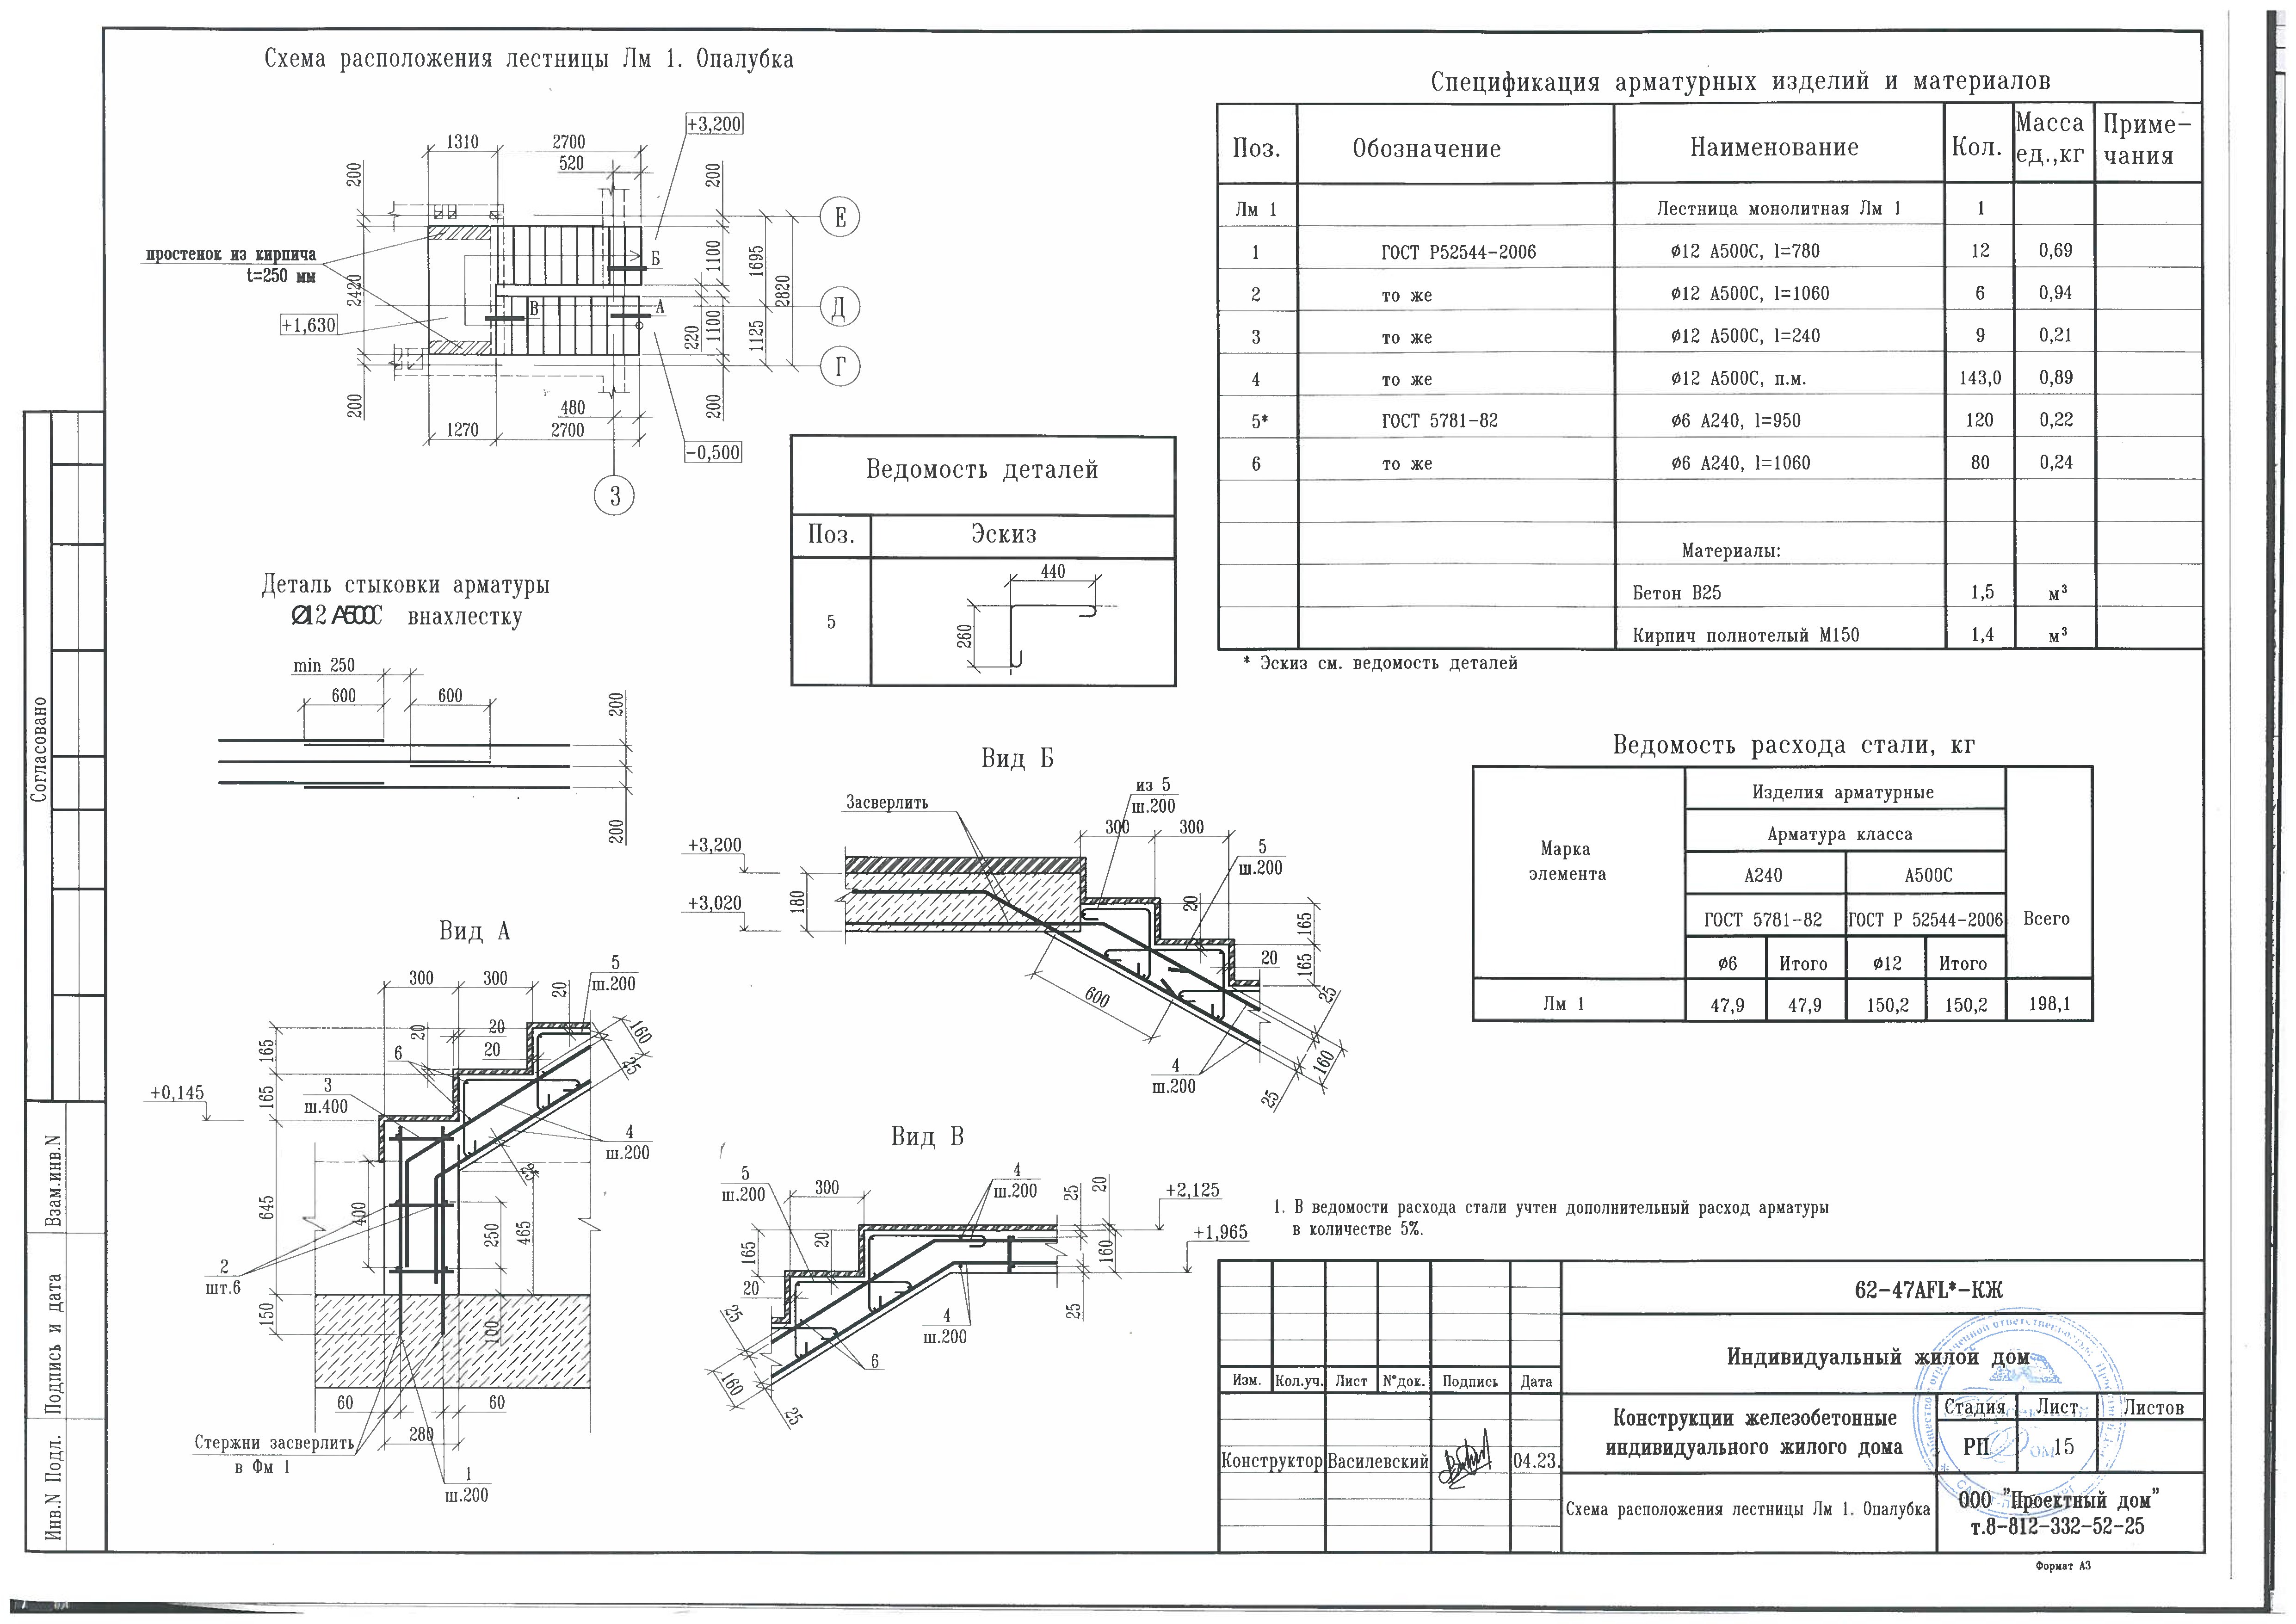 Схема расположения лестницы Лм 1. Опалубка
+3,200
1310
2700
520
200
200
Е
простенок из кирпича
t=250 мм
Б
1100
1695
2420
2820
Д
В
А
+1,630
220
1100
1125
Г
200
200
480
1270
2700
-0,500
3
Спецификация арматурных изделий и материалов
Поз. Обозначение Наименование Кол. Масса ед.,кг Приме-чания
Лм 1 Лестница монолитная Лм 1 1
1 ГОСТ Р52544-2006 ø12 А500С, l=780 12 0,69
2 то же ø12 А500С, l=1060 6 0,94
3 то же ø12 А500С, l=240 9 0,21
4 то же ø12 А500С, п.м. 143,0 0,89
5* ГОСТ 5781-82 ø6 А240, l=950 120 0,22
6 то же ø6 А240, l=1060 80 0,24
Материалы:
Бетон В25 1,5 м³
Кирпич полнотелый М150 1,4 м³
* Эскиз см. ведомость деталей
Ведомость деталей
Поз. Эскиз
440
5
260
Деталь стыковки арматуры
Ø12 А500С внахлестку
min 250
600
600
200
200
Вид Б
Засверлить
из 5
ш.200
300
300
+3,200
5
ш.200
180
20
+3,020
165
165
20
600
25
160
25
4
ш.200
Ведомость расхода стали, кг
Марка
элемента
Изделия арматурные
Арматура класса
А240 А500С
ГОСТ 5781-82 ГОСТ Р 52544-2006 Всего
ø6 Итого ø12 Итого
Лм 1 47,9 47,9 150,2 150,2 198,1
Вид А
5
ш.200
300
300
20
20
20
20
160
25
165
165
6
3
ш.400
+0,145
4
ш.200
25
645
400
250
465
2
шт.6
150
100
60
60
280
Стержни засверлить
в Фм 1
1
ш.200
Вид В
5
ш.200
300
4
ш.200
25
20
+2,125
+1,965
165
20
160
20
25
25
4
ш.200
6
160
25
1. В ведомости расхода стали учтен дополнительный расход арматуры
в количестве 5%.
62-47AFL*-КЖ
Индивидуальный жилой дом
Изм. Кол.уч. Лист N°док. Подпись Дата
Конструкции железобетонные
индивидуального жилого дома
Стадия Лист Листов
РП 15
Конструктор Василевский 04.23.
Схема расположения лестницы Лм 1. Опалубка
ООО "Проектный дом"
т.8-812-332-52-25
Формат А3
Согласовано
Взам.инв.N
Подпись и дата
Инв.N Подл.